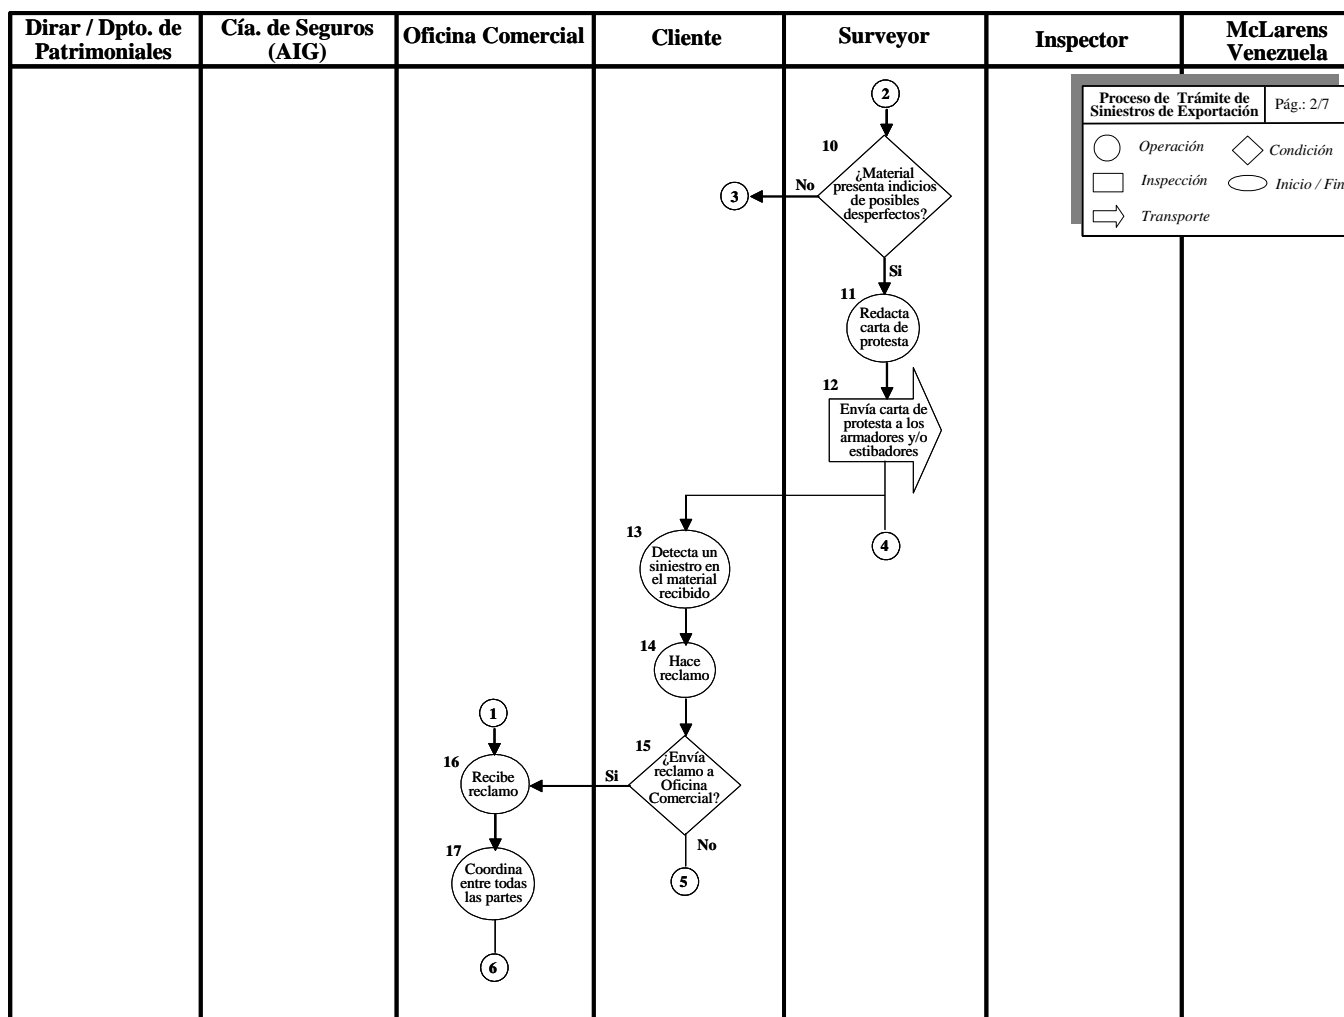 Dirar / Dpto. de
Patrimoniales
Cía. de Seguros
(AIG)
Oficina Comercial
Cliente
Surveyor
Inspector
McLarens
Venezuela
Proceso de Trámite de
Siniestros de Exportación
Pág.: 2/7
Operación
Condición
Inspección
Inicio / Fin
Transporte
2
10
¿Material
presenta indicios
de posibles
desperfectos?
No
3
Si
11
Redacta
carta de
protesta
12
Envía carta de
protesta a los
armadores y/o
estibadores
4
13
Detecta un
siniestro en
el material
recibido
14
Hace
reclamo
15
¿Envía
reclamo a
Oficina
Comercial?
Si
No
5
1
16
Recibe
reclamo
17
Coordina
entre todas
las partes
6